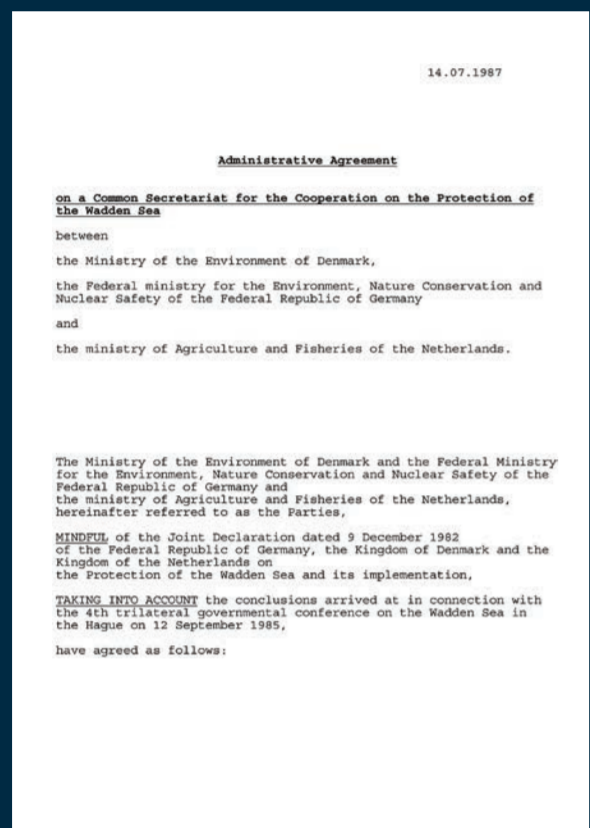 14.07.1987
Administrative Agreement
on a Common Secretariat for the Cooperation on the Protection of
the Wadden Sea
between
the Ministry of the Environment of Denmark,
the Federal ministry for the Environment, Nature Conservation and
Nuclear Safety of the Federal Republic of Germany
and
the ministry of Agriculture and Fisheries of the Netherlands.
The Ministry of the Environment of Denmark and the Federal Ministry
for the Environment, Nature Conservation and Nuclear Safety of the
Federal Republic of Germany and
the ministry of Agriculture and Fisheries of the Netherlands,
hereinafter referred to as the Parties,
MINDFUL of the Joint Declaration dated 9 December 1982
of the Federal Republic of Germany, the Kingdom of Denmark and the
Kingdom of the Netherlands on
the Protection of the Wadden Sea and its implementation,
TAKING INTO ACCOUNT the conclusions arrived at in connection with
the 4th trilateral governmental conference on the Wadden Sea in
the Hague on 12 September 1985,
have agreed as follows: